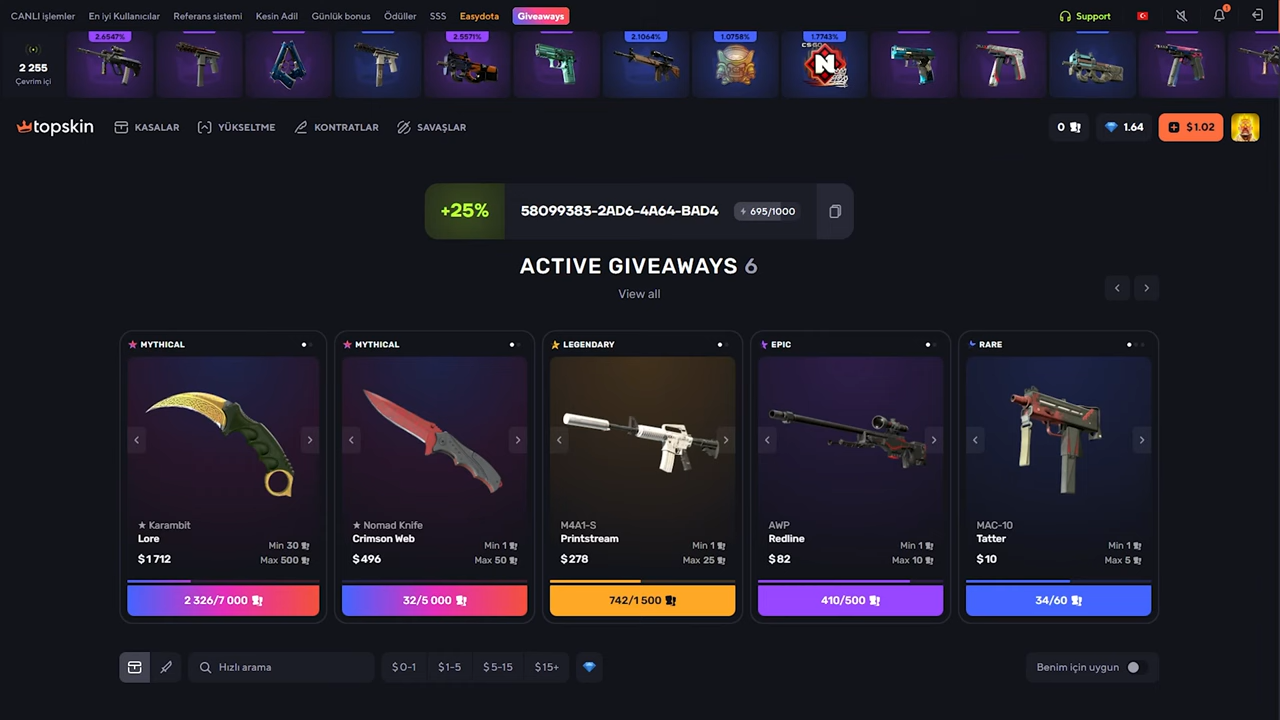 CANLI işlemler En iyi Kullanıcılar Referans sistemi Kesin Adil Günlük bonus Ödüller SSS Easydota Giveaways Support
2.6547% 2.5571% 2.1064% 1.0758% 1.7743%
2 255
Çevrim içi
CSGO
N
topskin KASALAR YÜKSELTME KONTRATLAR SAVAŞLAR 0 1.64 $1.02
+25% 58099383-2AD6-4A64-BAD4 695/1000
ACTIVE GIVEAWAYS 6
View all
MYTHICAL MYTHICAL LEGENDARY EPIC RARE
★ Karambit ★ Nomad Knife M4A1-S AWP MAC-10
Lore Crimson Web Printstream Redline Tatter
Min 30 Min 1 Min 1 Min 1 Min 1
$1 712 $496 $278 $82 $10
Max 500 Max 50 Max 25 Max 10 Max 5
2 326/7 000 32/5 000 742/1 500 410/500 34/60
Hızlı arama $0-1 $1-5 $5-15 $15+ Benim için uygun